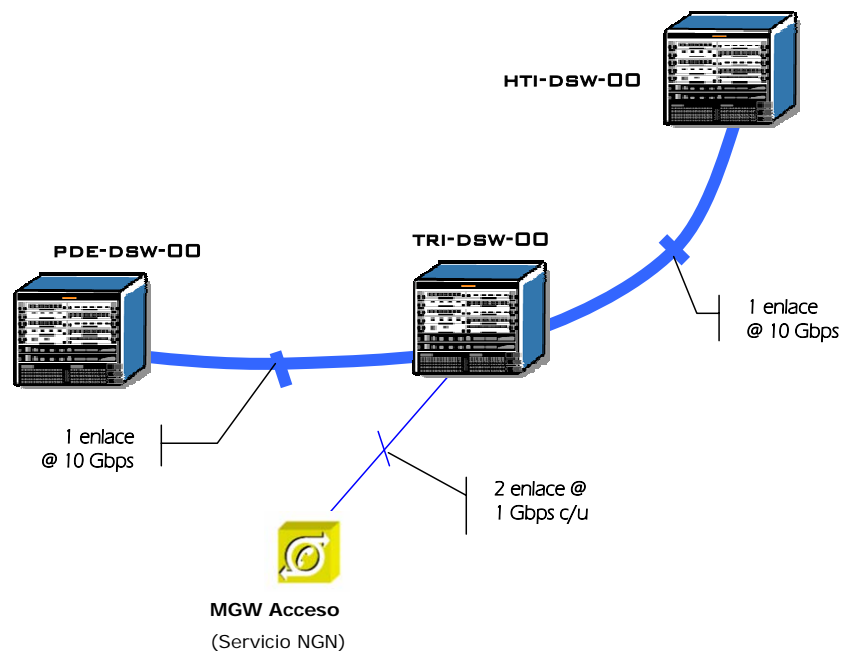 HTI-DSW-00
PDE-DSW-00
TRI-DSW-00
1 enlace
@ 10 Gbps
1 enlace
@ 10 Gbps
2 enlace @
1 Gbps c/u
MGW Acceso
(Servicio NGN)